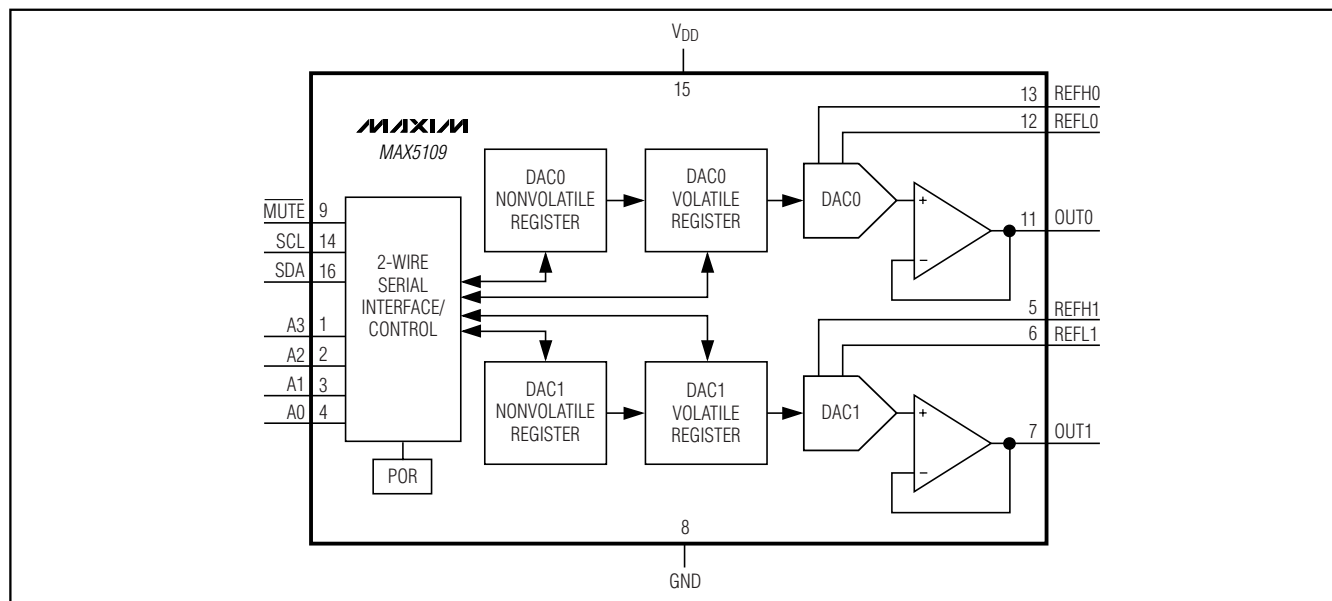 VDD
15
13 REFH0
12 REFL0
MAXIM
MAX5109
DAC0
NONVOLATILE
REGISTER
DAC0
VOLATILE
REGISTER
DAC0
+
−
11 OUT0
MUTE 9
SCL 14
SDA 16
A3 1
A2 2
A1 3
A0 4
2-WIRE
SERIAL
INTERFACE/
CONTROL
5 REFH1
6 REFL1
DAC1
NONVOLATILE
REGISTER
DAC1
VOLATILE
REGISTER
DAC1
+
−
7 OUT1
POR
8
GND